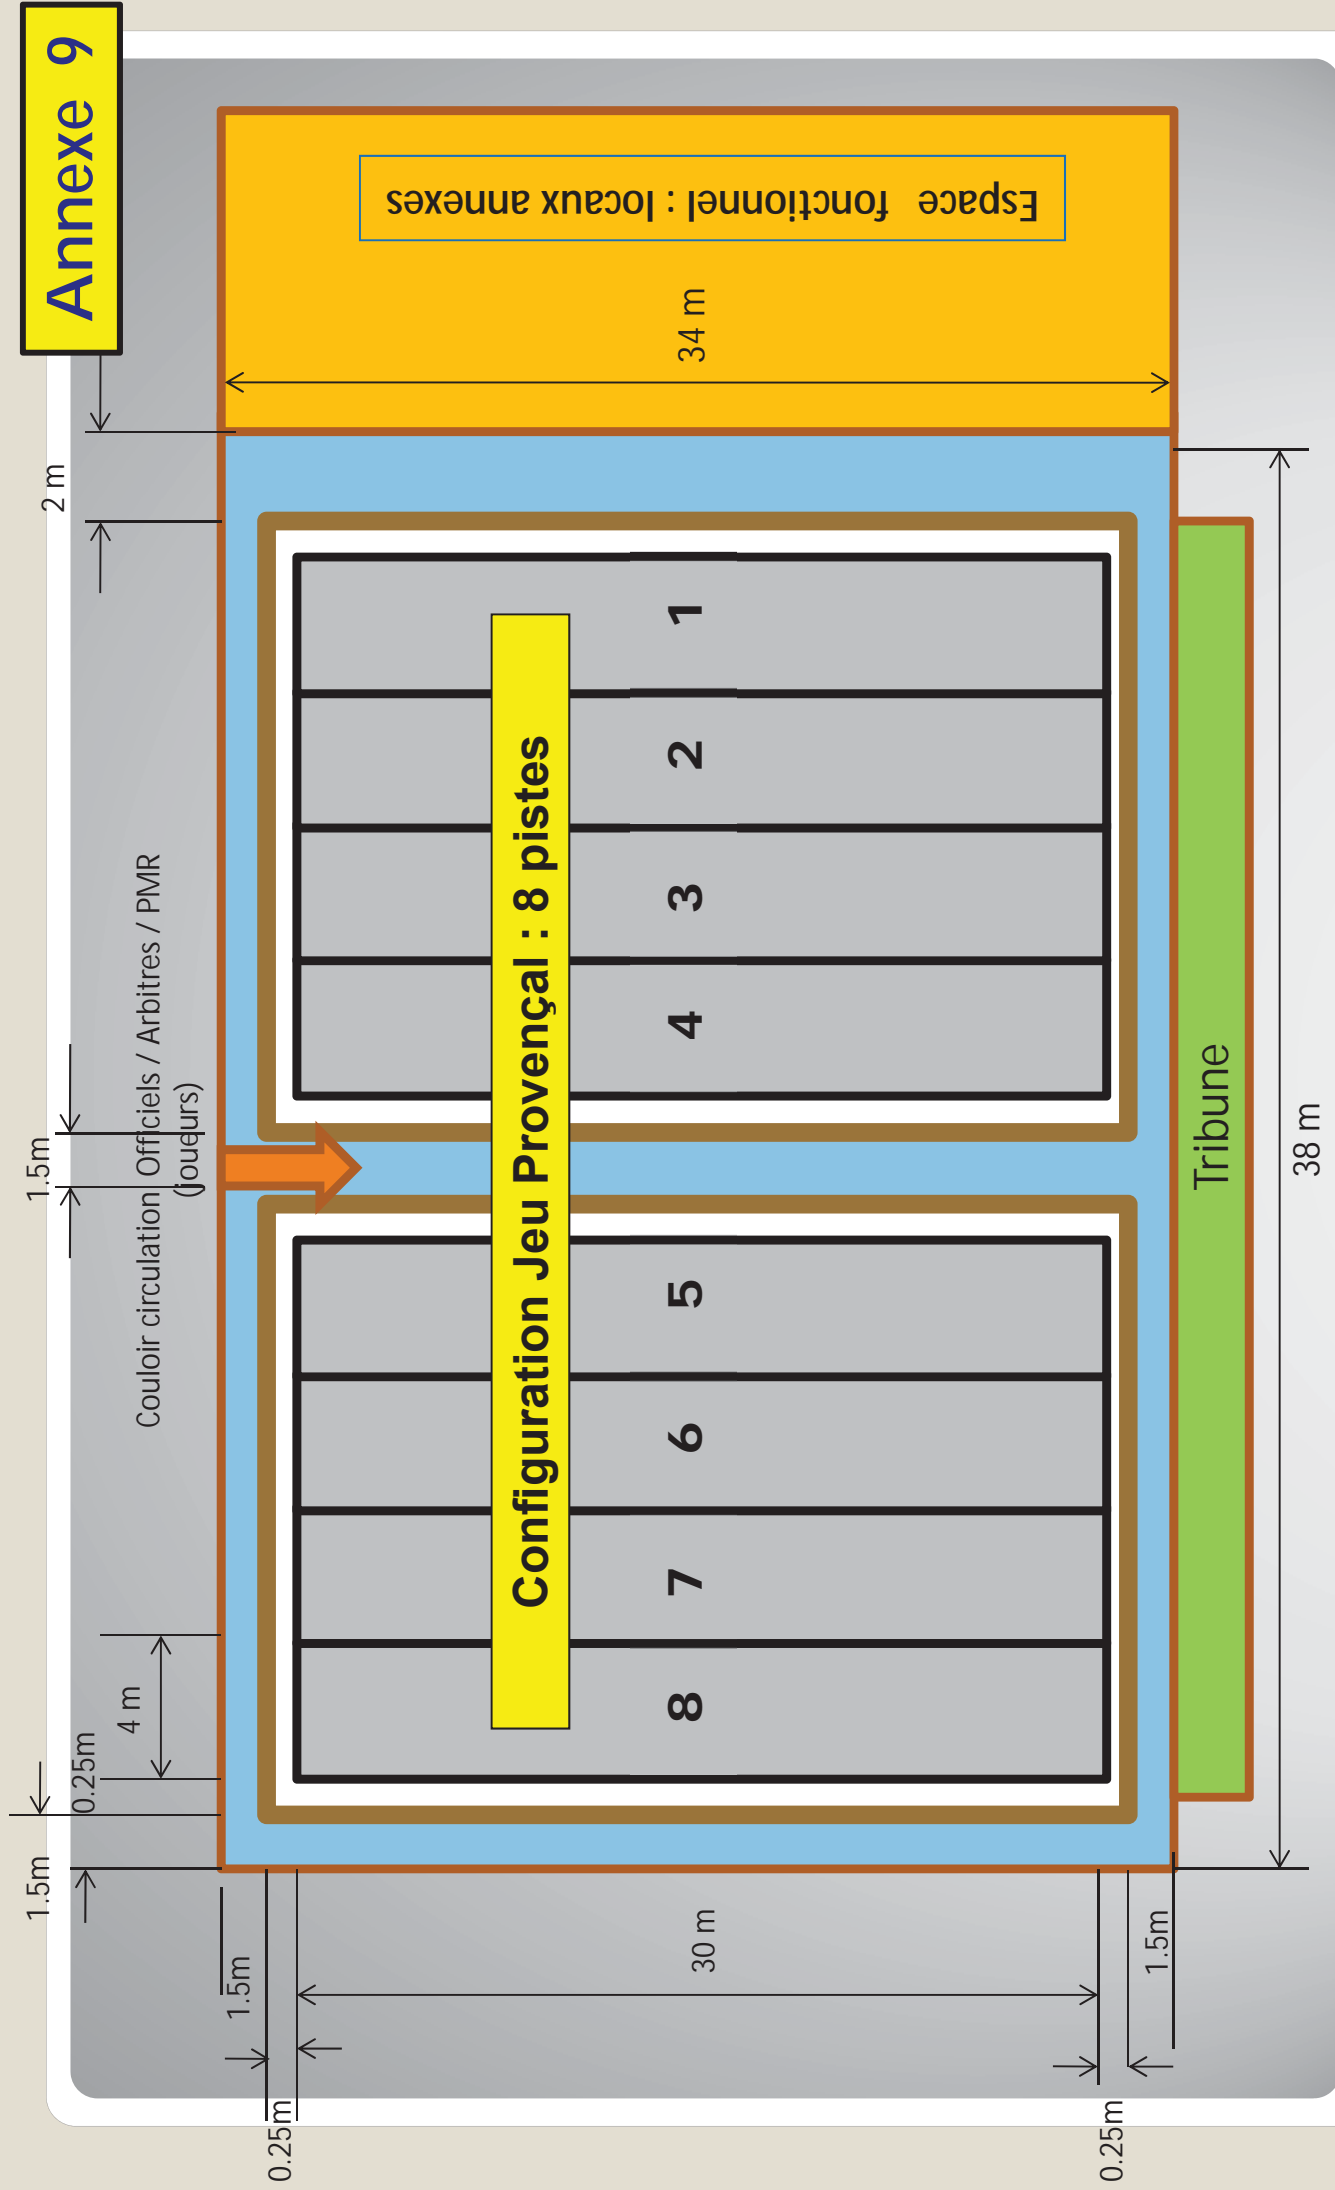 Annexe 9
1.5m
0.25m
4 m
1.5m
2 m
Couloir circulation Officiels / Arbitres / PMR
(joueurs)
1.5m
0.25m
Configuration Jeu Provençal : 8 pistes
30 m
8
7
6
5
4
3
2
1
34 m
Espace fonctionnel : locaux annexes
0.25m
1.5m
Tribune
38 m